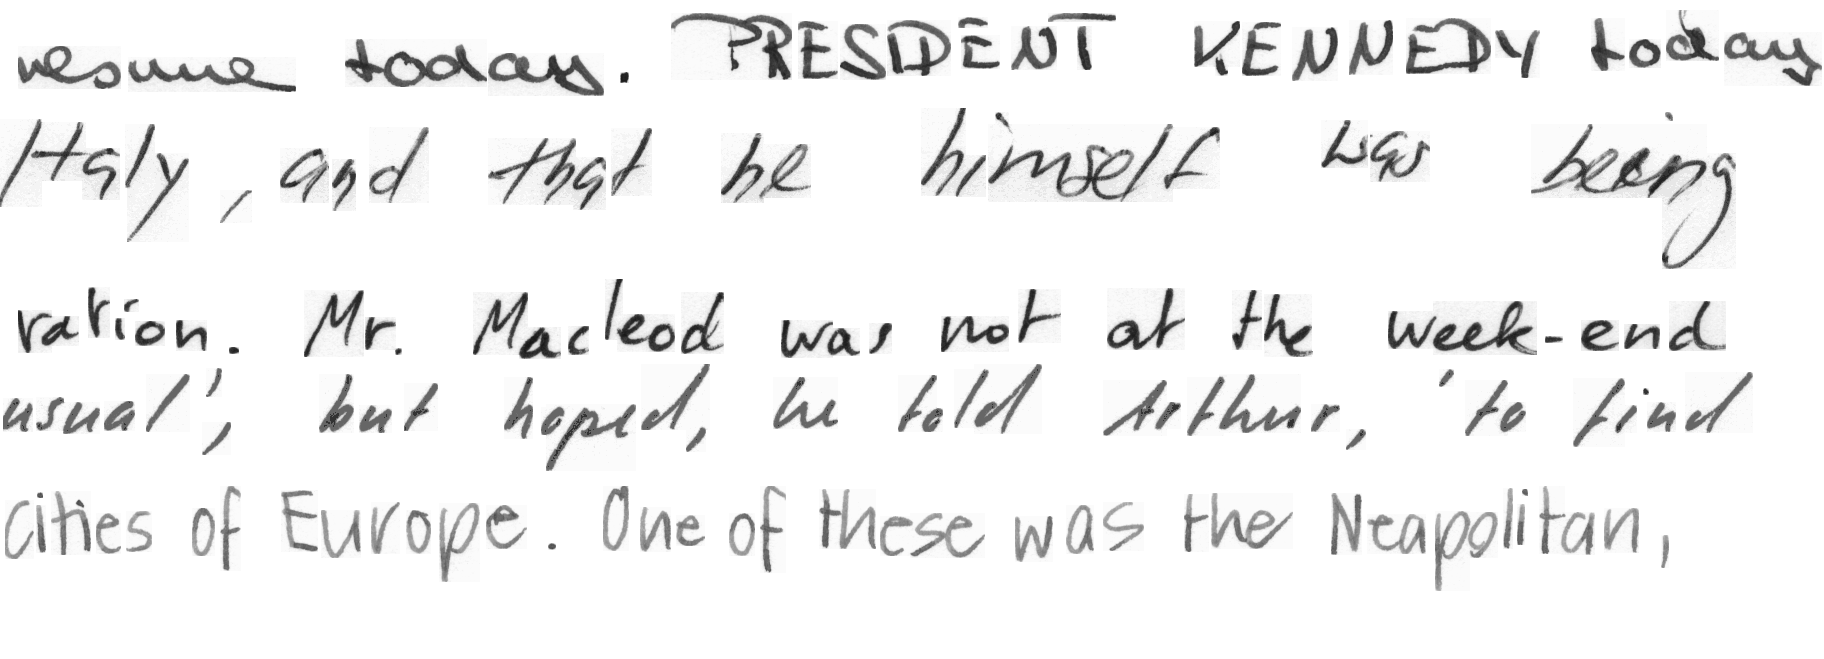 resume today. PRESIDENT KENNEDY today
Italy, and that he himself was being
ration. Mr. Macleod was not at the week-end
usual', but hoped, he told Arthur, 'to find
cities of Europe. One of these was the Neapolitan,